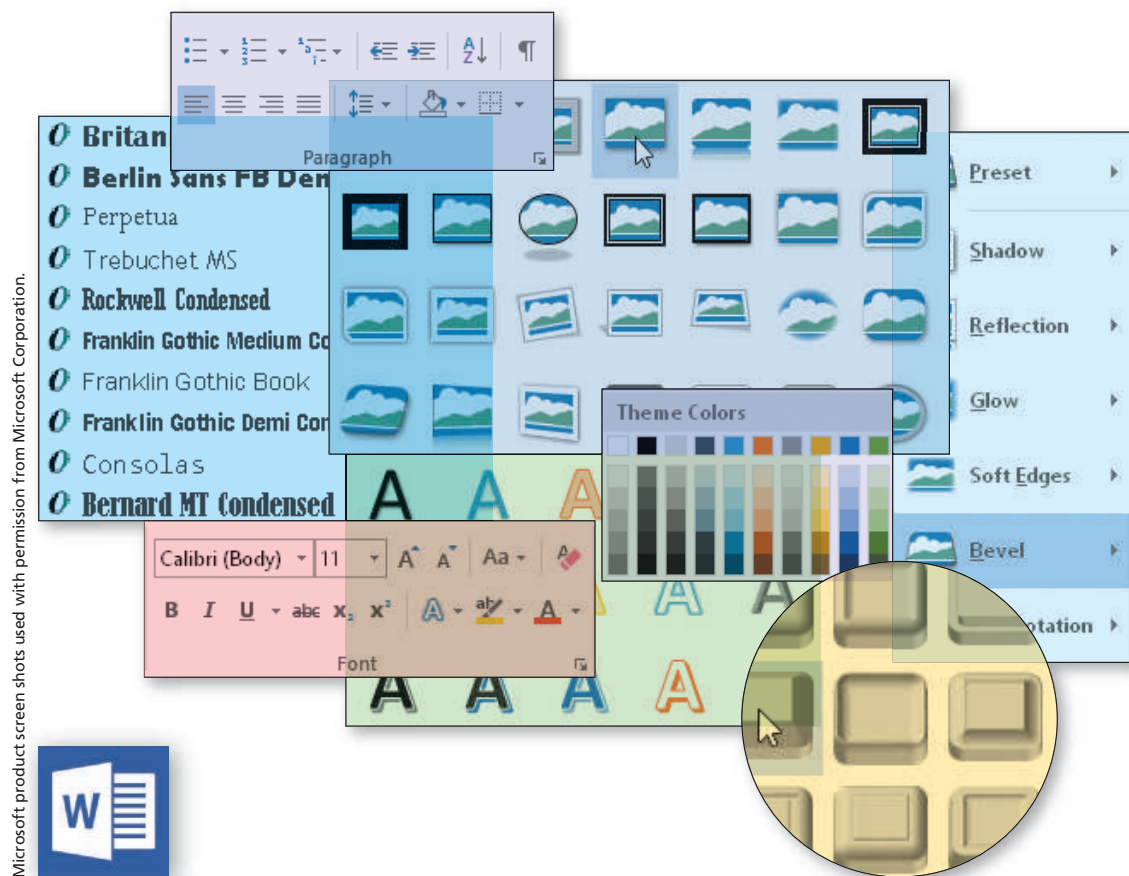 Microsoft product screen shots used with permission from Microsoft Corporation.
Paragraph
Britan
Berlin Sans FB Dem
Perpetua
Trebuchet MS
Rockwell Condensed
Franklin Gothic Medium Co
Franklin Gothic Book
Franklin Gothic Demi Con
Consolas
Bernard MT Condensed
Preset
Shadow
Reflection
Glow
Soft Edges
Bevel
otation
Theme Colors
A A A
Calibri (Body) 11 A A Aa A
B I U abc x₂ x² A ab A
Font
A A
A A A A
W